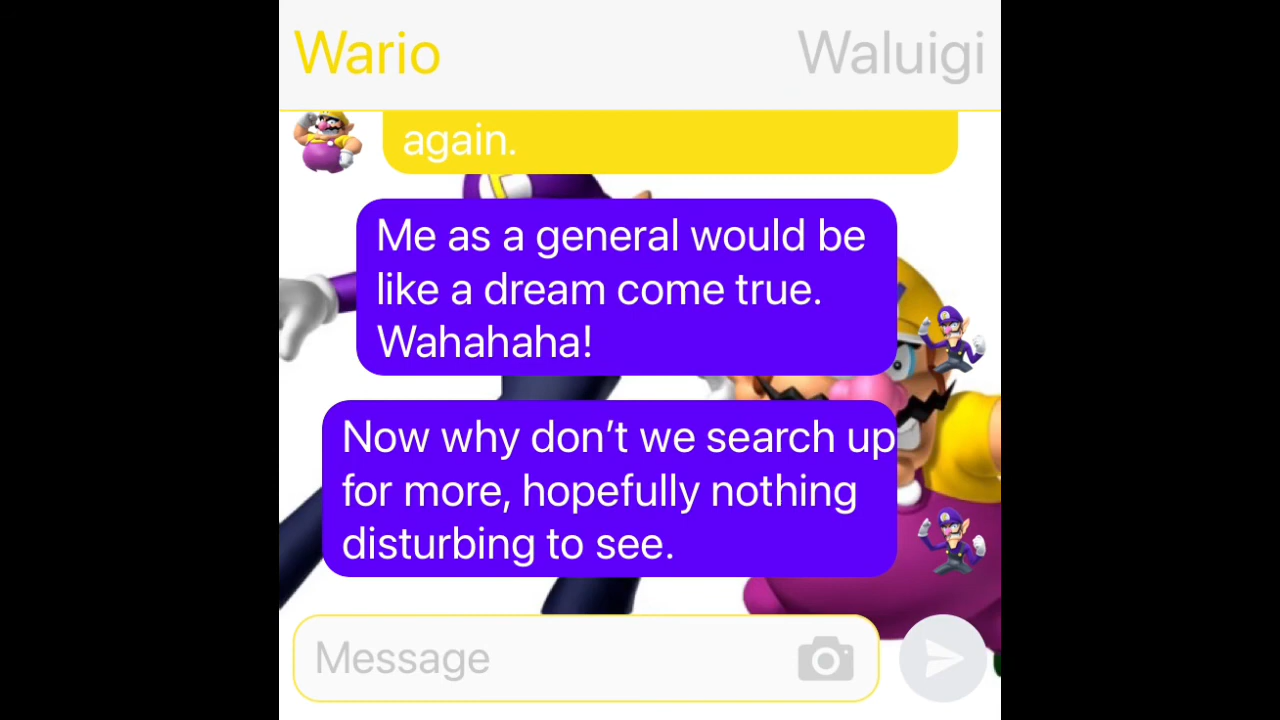 Wario
Waluigi
again.
Me as a general would be
like a dream come true.
Wahahaha!
Now why don’t we search up
for more, hopefully nothing
disturbing to see.
Message